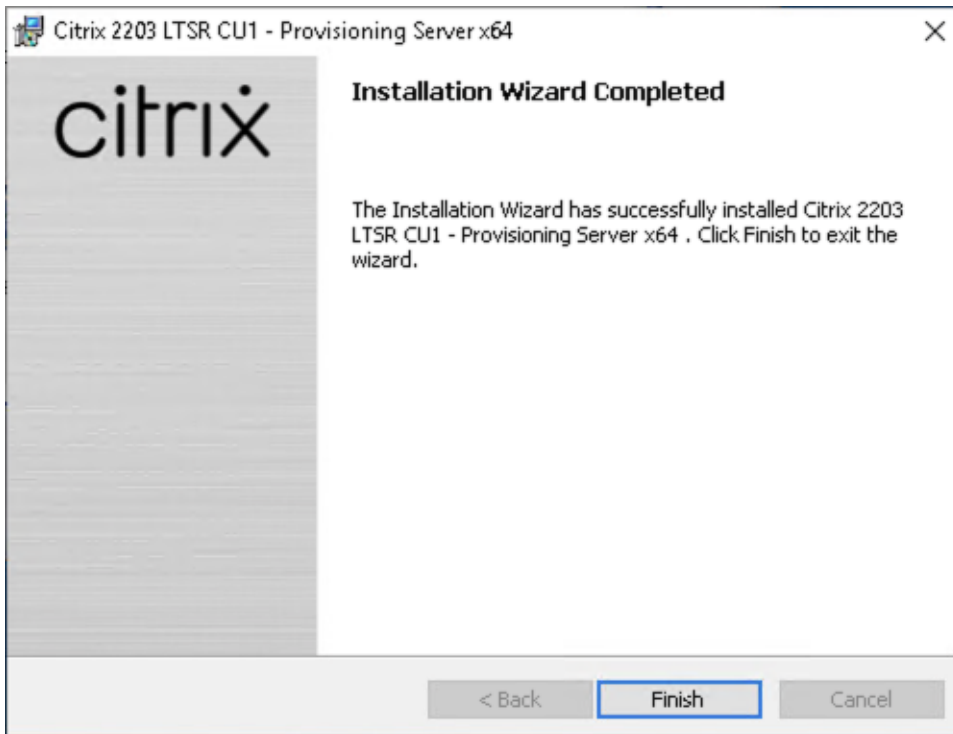 Citrix 2203 LTSR CU1 - Provisioning Server x64
citrix
Installation Wizard Completed
The Installation Wizard has successfully installed Citrix 2203
LTSR CU1 - Provisioning Server x64 . Click Finish to exit the
wizard.
< Back
Finish
Cancel